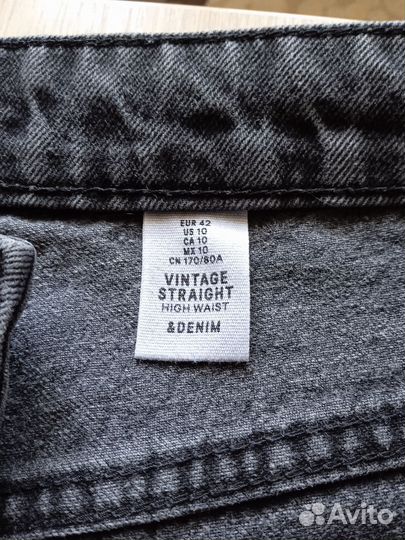 EUR 42
US 10
CA 10
MX 10
CN 170/80A
VINTAGE
STRAIGHT
HIGH WAIST
&DENIM
Avito